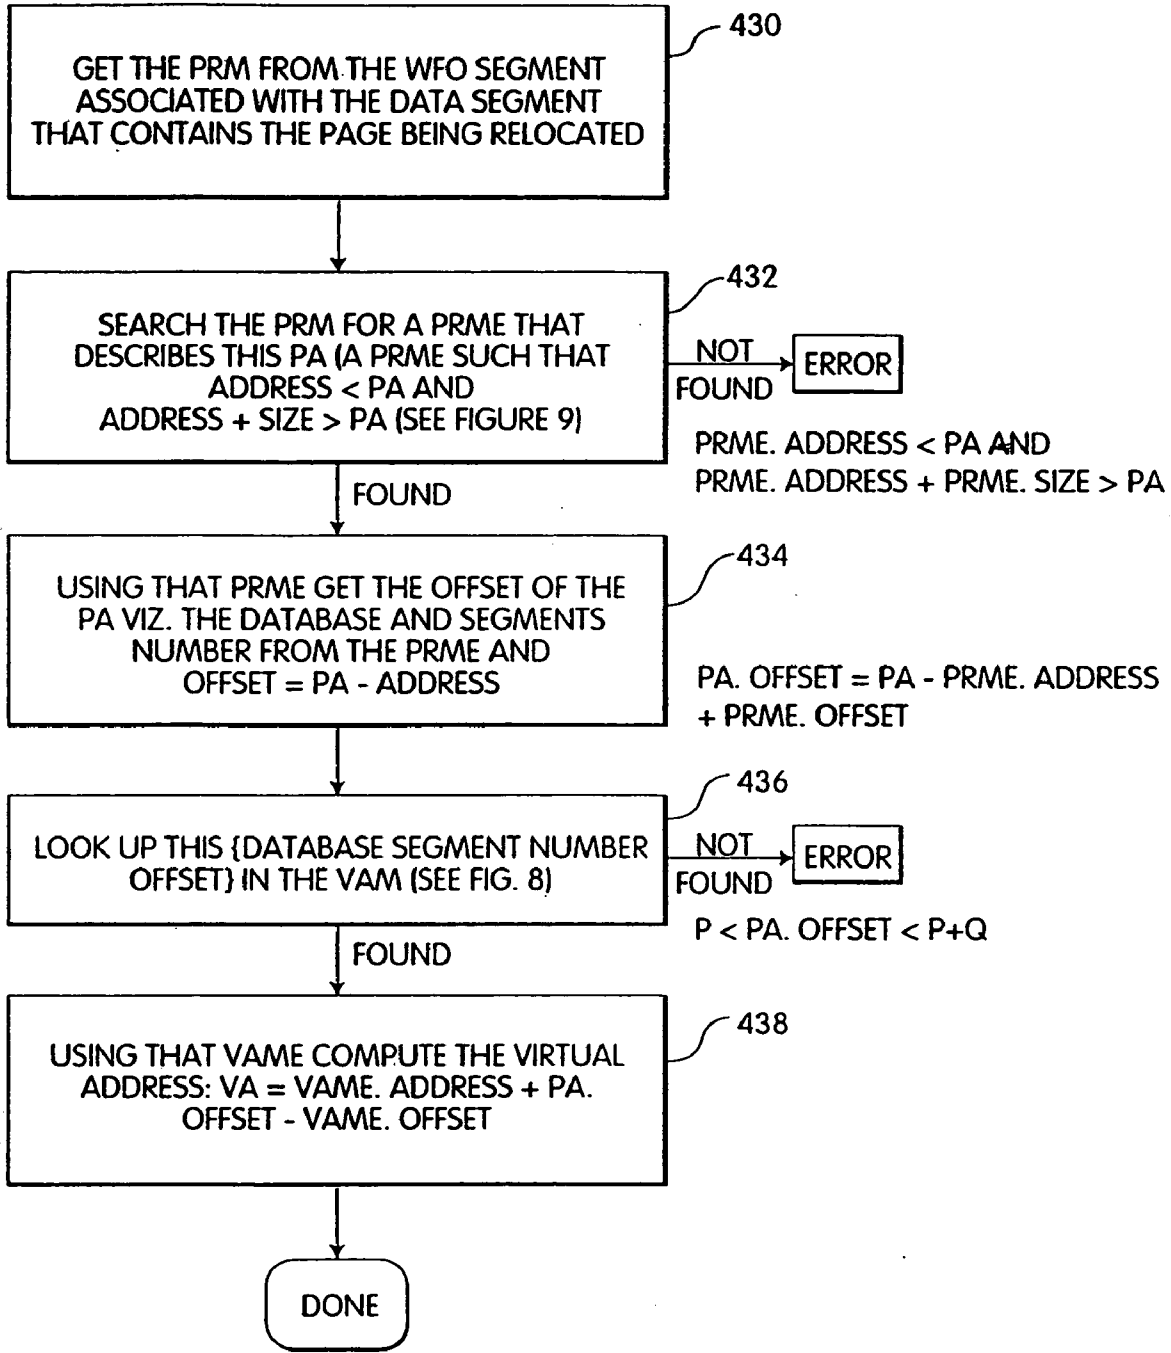 430
GET THE PRM FROM THE WFO SEGMENT
ASSOCIATED WITH THE DATA SEGMENT
THAT CONTAINS THE PAGE BEING RELOCATED
432
SEARCH THE PRM FOR A PRME THAT
DESCRIBES THIS PA (A PRME SUCH THAT
ADDRESS < PA AND
ADDRESS + SIZE > PA (SEE FIGURE 9)
NOT
FOUND
ERROR
PRME. ADDRESS < PA AND
PRME. ADDRESS + PRME. SIZE > PA
FOUND
434
USING THAT PRME GET THE OFFSET OF THE
PA VIZ. THE DATABASE AND SEGMENTS
NUMBER FROM THE PRME AND
OFFSET = PA - ADDRESS
PA. OFFSET = PA - PRME. ADDRESS
+ PRME. OFFSET
436
LOOK UP THIS {DATABASE SEGMENT NUMBER
OFFSET} IN THE VAM (SEE FIG. 8)
NOT
FOUND
ERROR
P < PA. OFFSET < P+Q
FOUND
438
USING THAT VAME COMPUTE THE VIRTUAL
ADDRESS: VA = VAME. ADDRESS + PA.
OFFSET - VAME. OFFSET
DONE